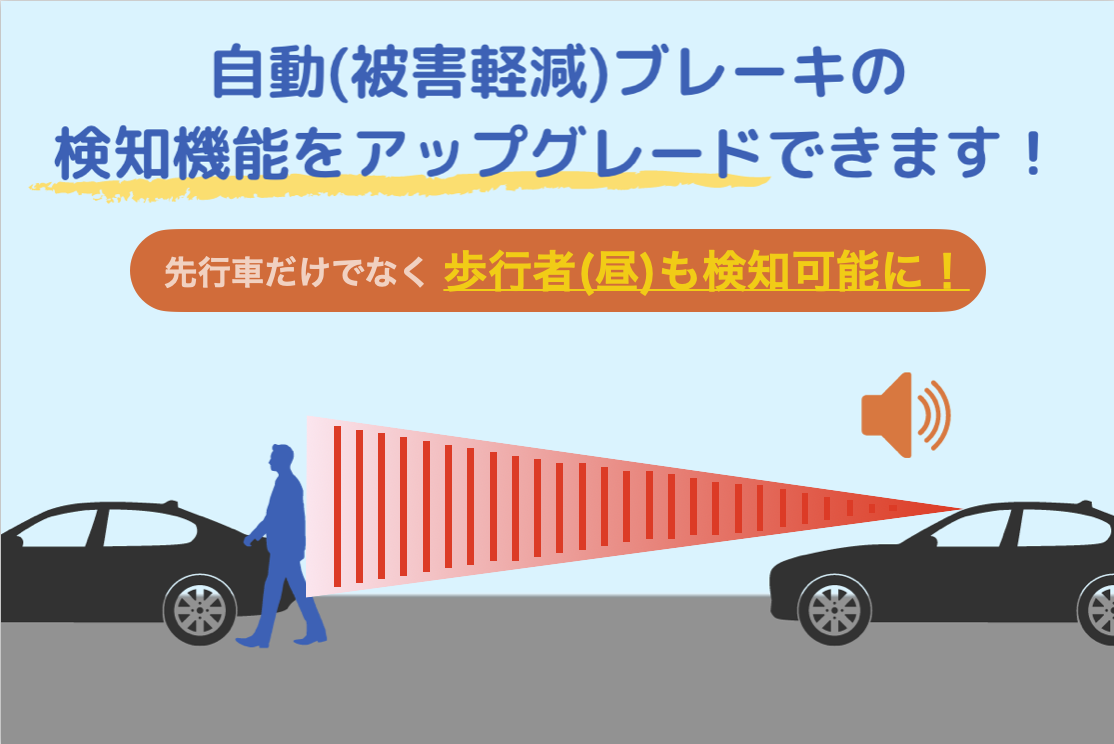 自動(被害軽減)ブレーキの
検知機能をアップグレードできます！
先行車だけでなく 歩行者(昼)も検知可能に！